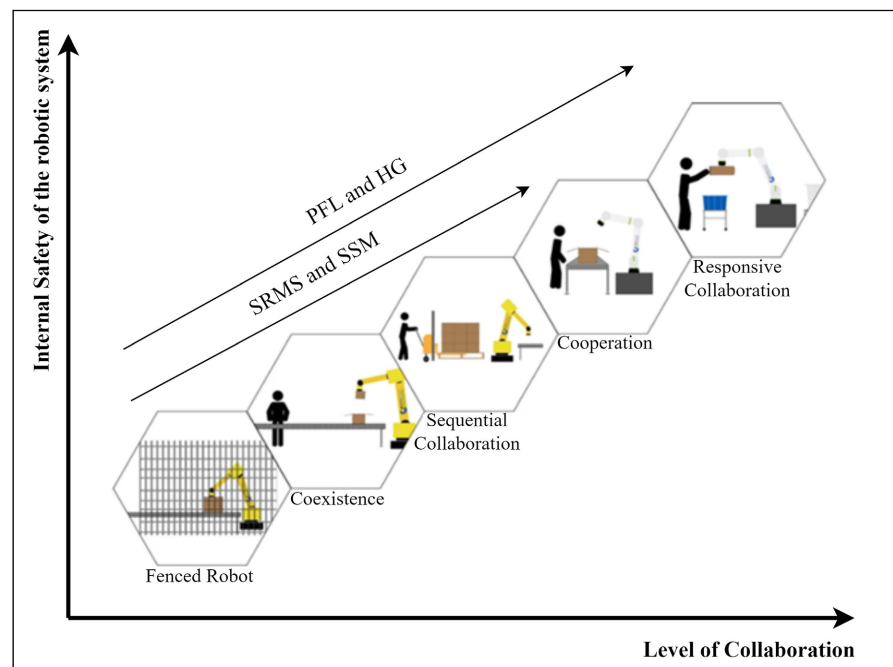 Internal Safety of the robotic system
PFL and HG
SRMS and SSM
Responsive
Collaboration
Cooperation
Sequential
Collaboration
Coexistence
Fenced Robot
Level of Collaboration